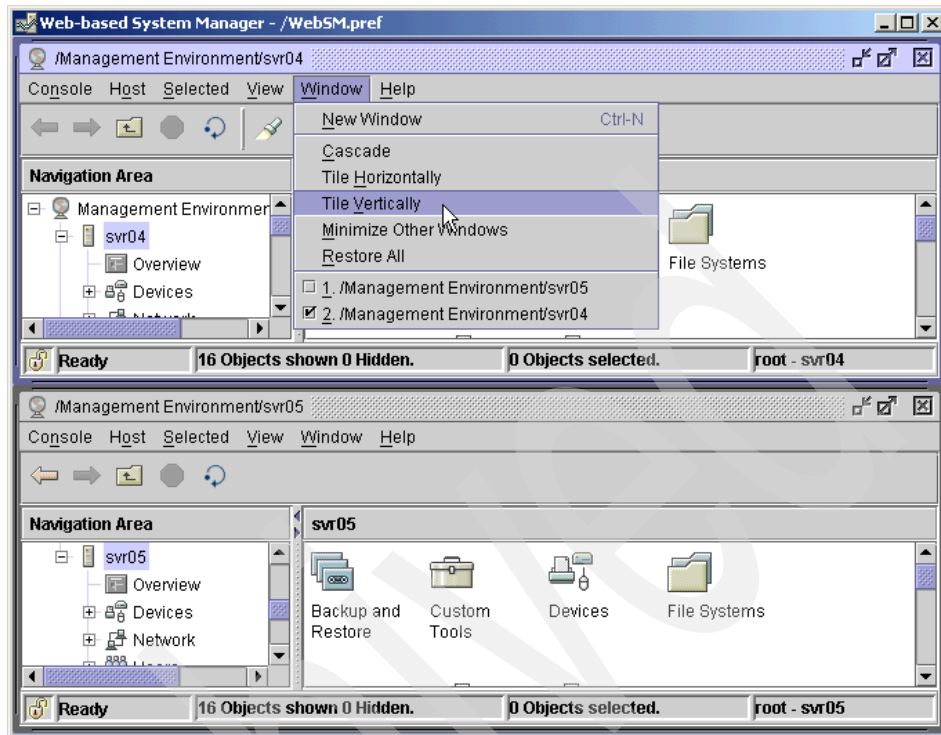 Web-based System Manager - /WebSM.pref
/Management Environment/svr04
Console Host Selected View Window Help
New Window Ctrl-N
Cascade
Tile Horizontally
Tile Vertically
Minimize Other Windows
Restore All
1. /Management Environment/svr05
2. /Management Environment/svr04
Navigation Area
Management Environmer
svr04
Overview
Devices
Network
File Systems
Ready 16 Objects shown 0 Hidden. 0 Objects selected. root - svr04
/Management Environment/svr05
Console Host Selected View Window Help
Navigation Area
svr05
svr05
Overview
Devices
Network
Users
Backup and Restore
Custom Tools
Devices
File Systems
Ready 16 Objects shown 0 Hidden. 0 Objects selected. root - svr05